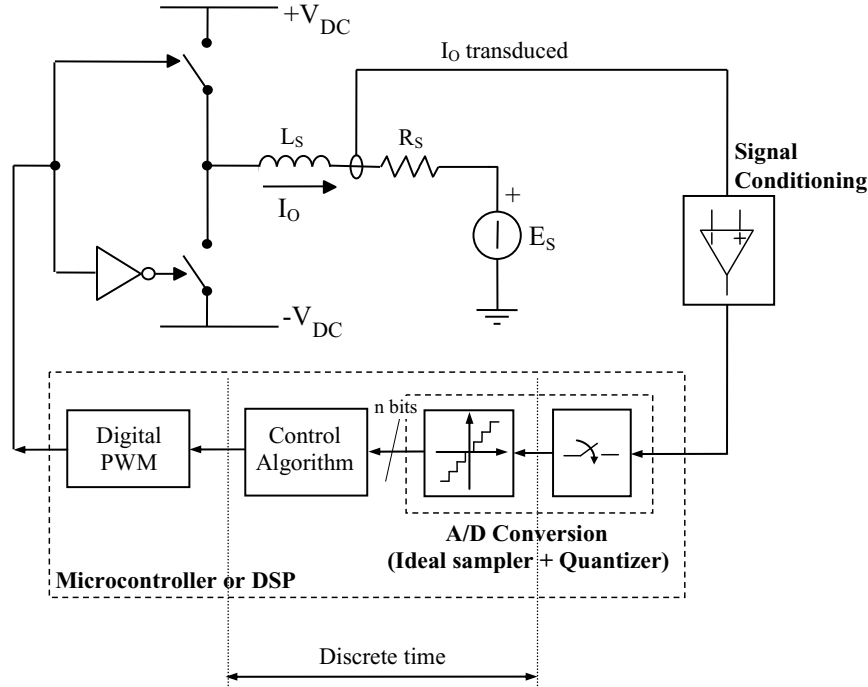 +V_DC
I_O transduced
L_S
R_S
Signal
Conditioning
I_O
+
E_S
+
-V_DC
n bits
Digital
PWM
Control
Algorithm
A/D Conversion
(Ideal sampler + Quantizer)
Microcontroller or DSP
Discrete time